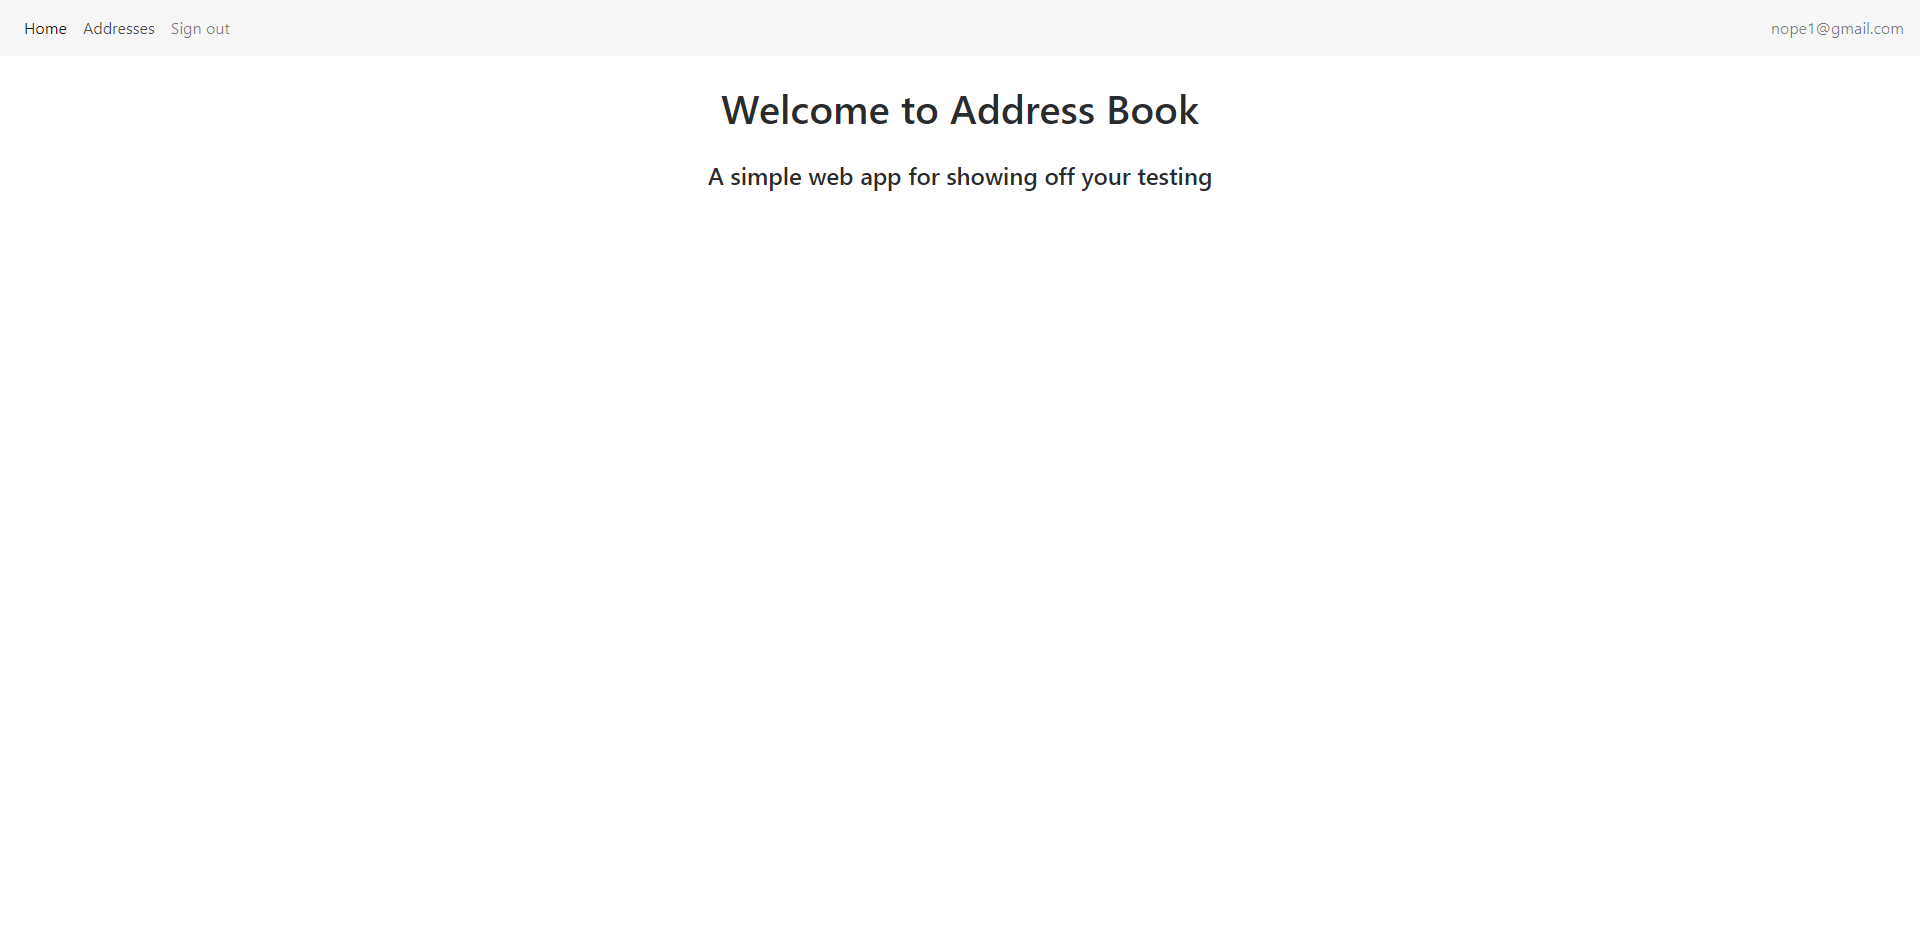 Home Addresses Sign out nope1@gmail.com
Welcome to Address Book
A simple web app for showing off your testing